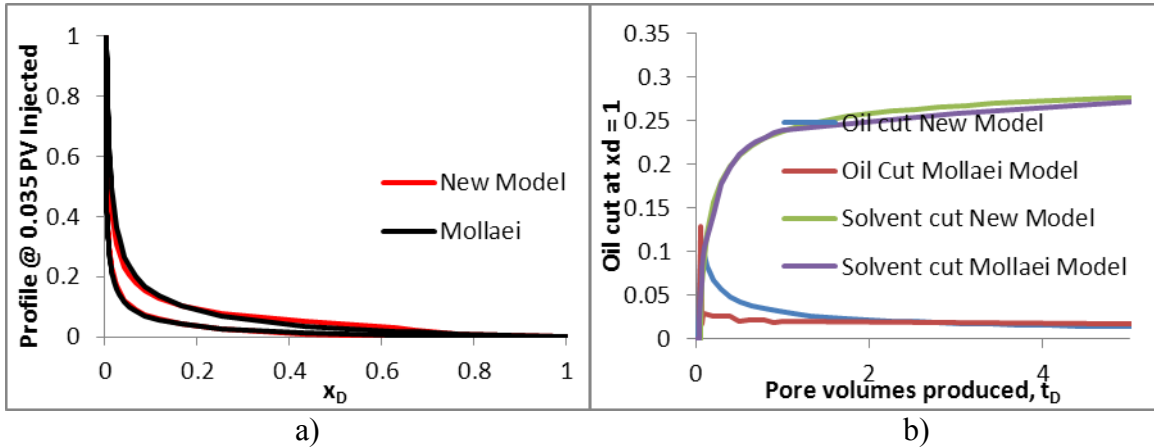 Profile @ 0.035 PV Injected
1
0.8
0.6
0.4
0.2
0
0
0.2
0.4
0.6
0.8
1
xD
New Model
Mollaei
a)
Oil cut at xd = 1
0.35
0.3
0.25
0.2
0.15
0.1
0.05
0
0
2
4
Pore volumes produced, tD
Oil cut New Model
Oil Cut Mollaei Model
Solvent cut New Model
Solvent cut Mollaei Model
b)